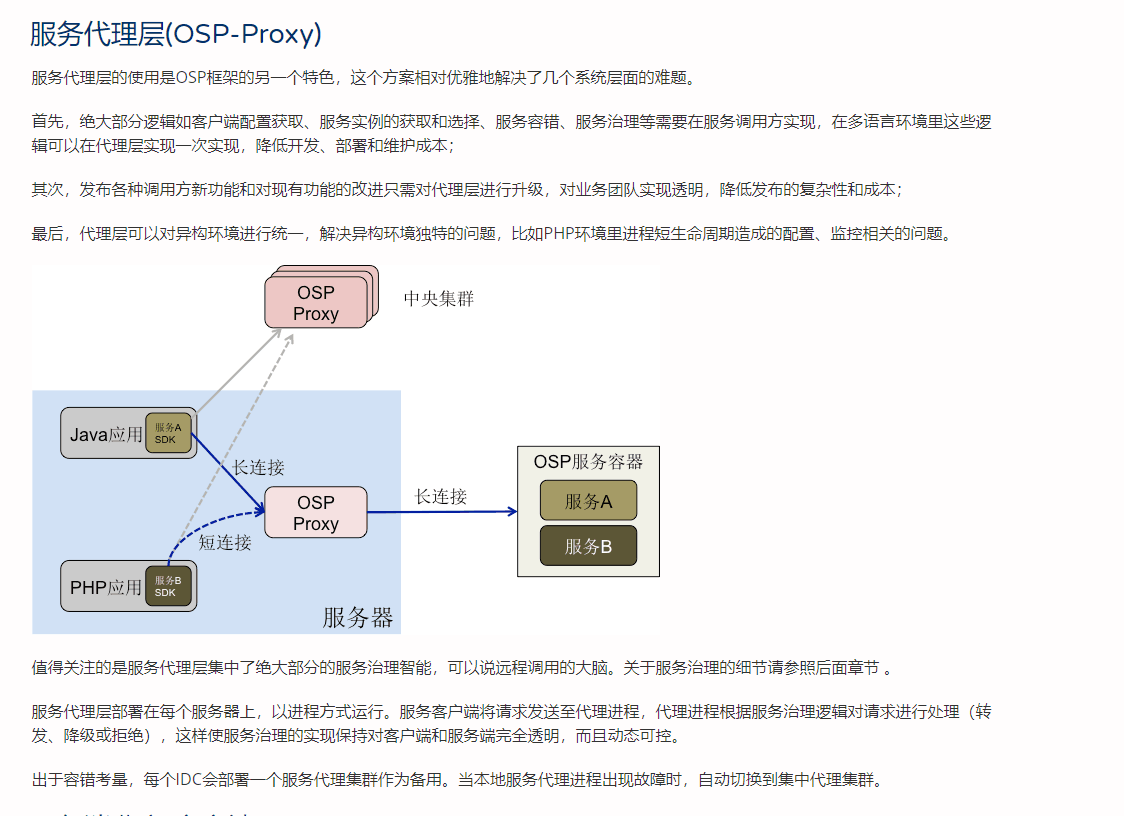 服务代理层(OSP-Proxy)
服务代理层的使用是OSP框架的另一个特色，这个方案相对优雅地解决了几个系统层面的难题。
首先，绝大部分逻辑如客户端配置获取、服务实例的获取和选择、服务容错、服务治理等需要在服务调用方实现，在多语言环境里这些逻
辑可以在代理层实现一次实现，降低开发、部署和维护成本；
其次，发布各种调用方新功能和对现有功能的改进只需对代理层进行升级，对业务团队实现透明，降低发布的复杂性和成本；
最后，代理层可以对异构环境进行统一，解决异构环境独特的问题，比如PHP环境里进程短生命周期造成的配置、监控相关的问题。
OSP
Proxy
中央集群
Java应用
服务A
SDK
长连接
OSP
Proxy
长连接
OSP服务容器
服务A
服务B
短连接
PHP应用
服务B
SDK
服务器
值得关注的是服务代理层集中了绝大部分的服务治理智能，可以说远程调用的大脑。关于服务治理的细节请参照后面章节 。
服务代理层部署在每个服务器上，以进程方式运行。服务客户端将请求发送至代理进程，代理进程根据服务治理逻辑对请求进行处理（转
发、降级或拒绝），这样使服务治理的实现保持对客户端和服务端完全透明，而且动态可控。
出于容错考量，每个IDC会部署一个服务代理集群作为备用。当本地服务代理进程出现故障时，自动切换到集中代理集群。